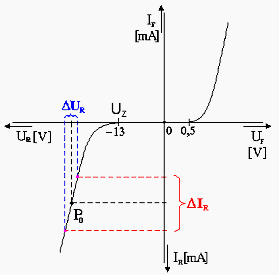 I_F
[mA]
ΔU_R
U_Z
U_R [V]
−13
0
0,5
U_F
[V]
P_0
ΔI_R
I_R [mA]